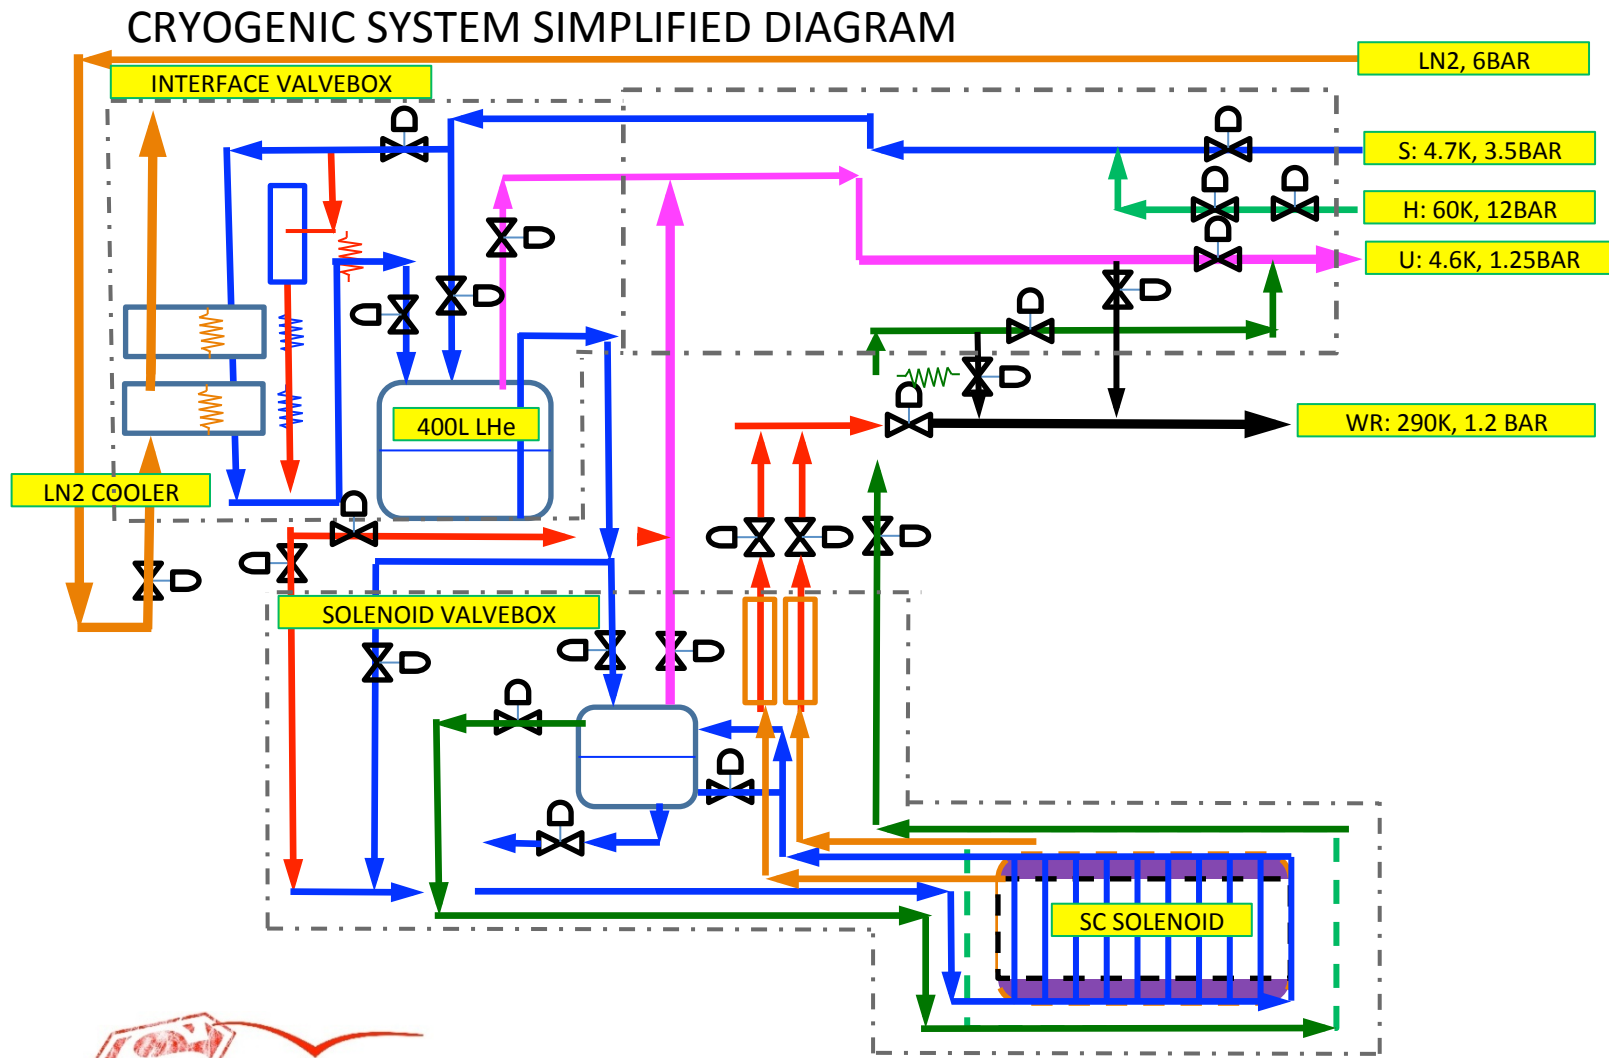 CRYOGENIC SYSTEM SIMPLIFIED DIAGRAM
LN2, 6BAR
INTERFACE VALVEBOX
S: 4.7K, 3.5BAR
H: 60K, 12BAR
U: 4.6K, 1.25BAR
400L LHe
WR: 290K, 1.2 BAR
LN2 COOLER
SOLENOID VALVEBOX
SC SOLENOID